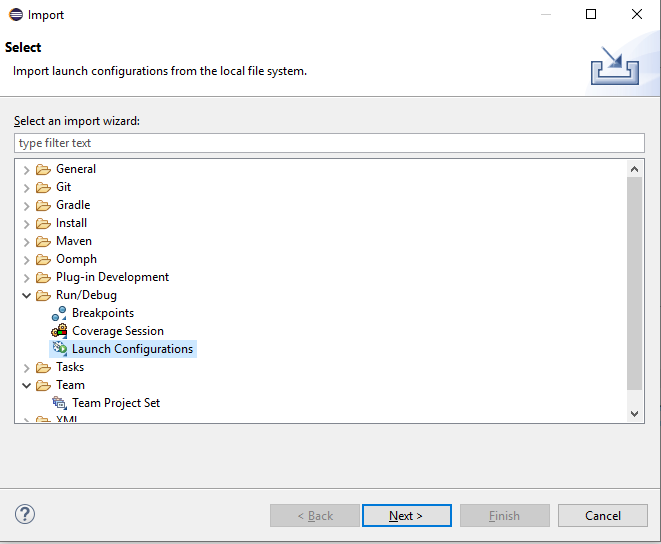 Import
Select
Import launch configurations from the local file system.
Select an import wizard:
type filter text
General
Git
Gradle
Install
Maven
Oomph
Plug-in Development
Run/Debug
Breakpoints
Coverage Session
Launch Configurations
Tasks
Team
Team Project Set
XML
?
< Back
Next >
Finish
Cancel